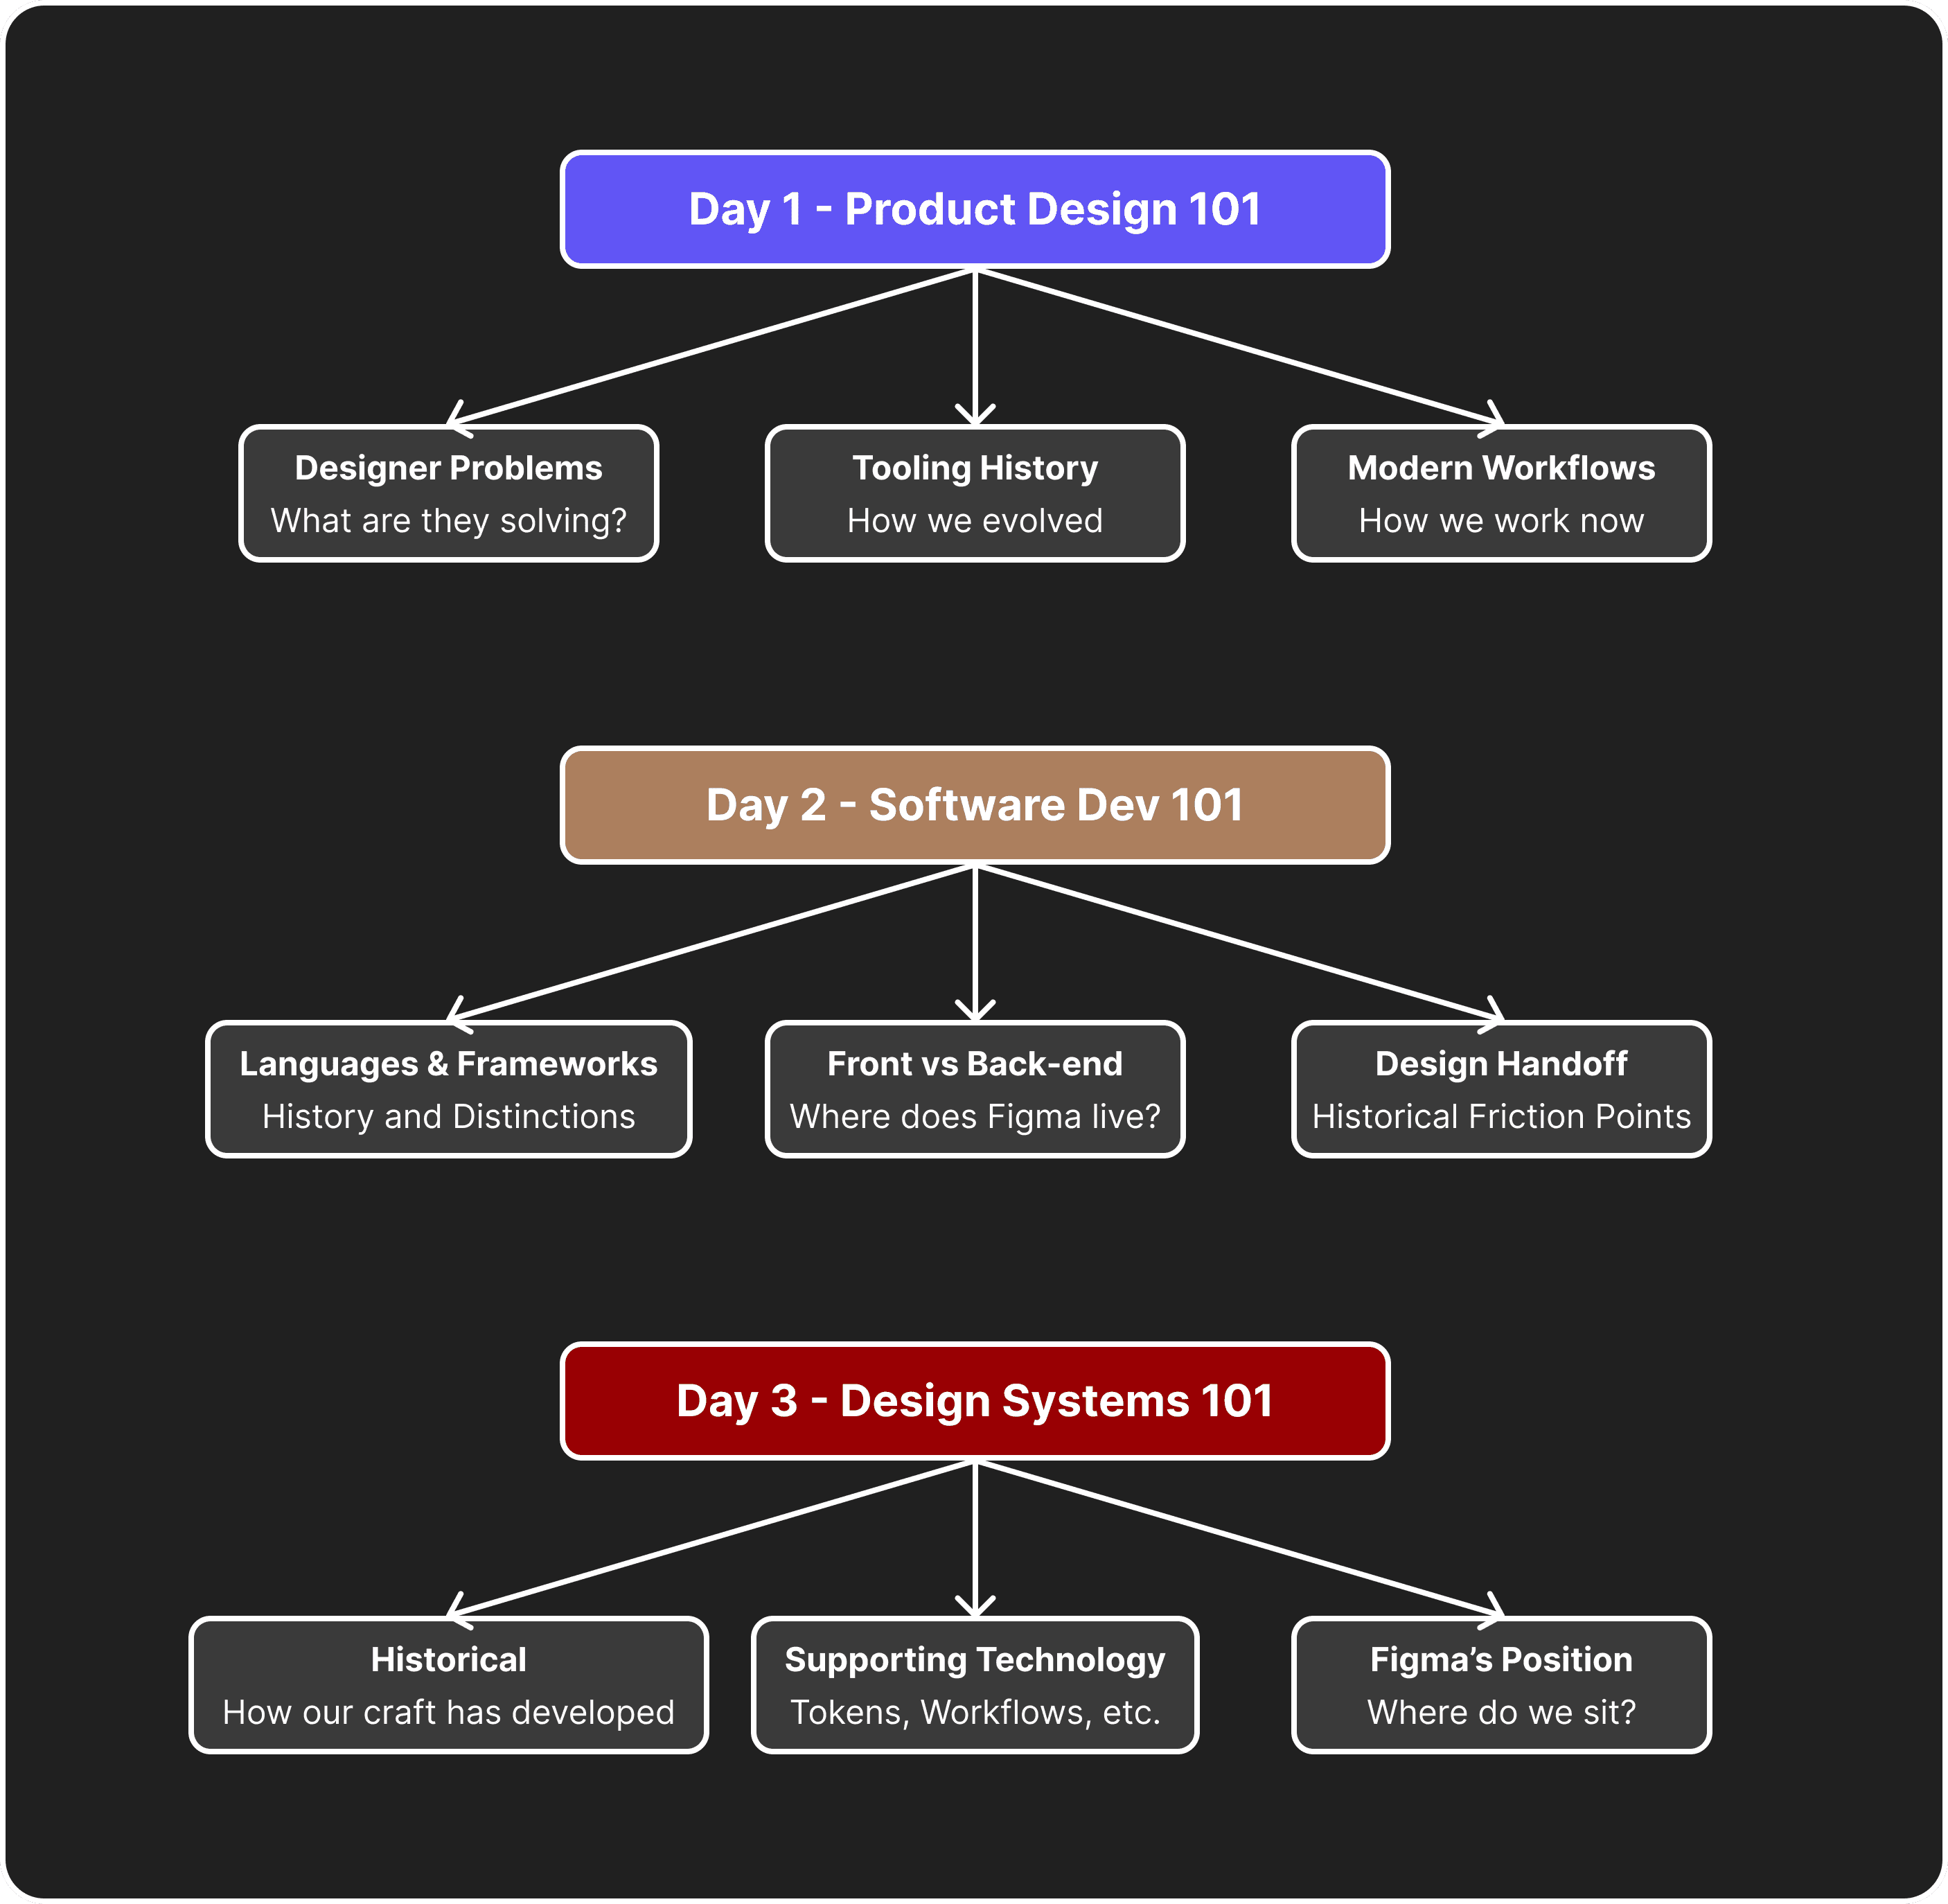 Day 1 - Product Design 101
Designer Problems
What are they solving?
Tooling History
How we evolved
Modern Workflows
How we work now
Day 2 - Software Dev 101
Languages & Frameworks
History and Distinctions
Front vs Back-end
Where does Figma live?
Design Handoff
Historical Friction Points
Day 3 - Design Systems 101
Historical
How our craft has developed
Supporting Technology
Tokens, Workflows, etc.
Figma’s Position
Where do we sit?